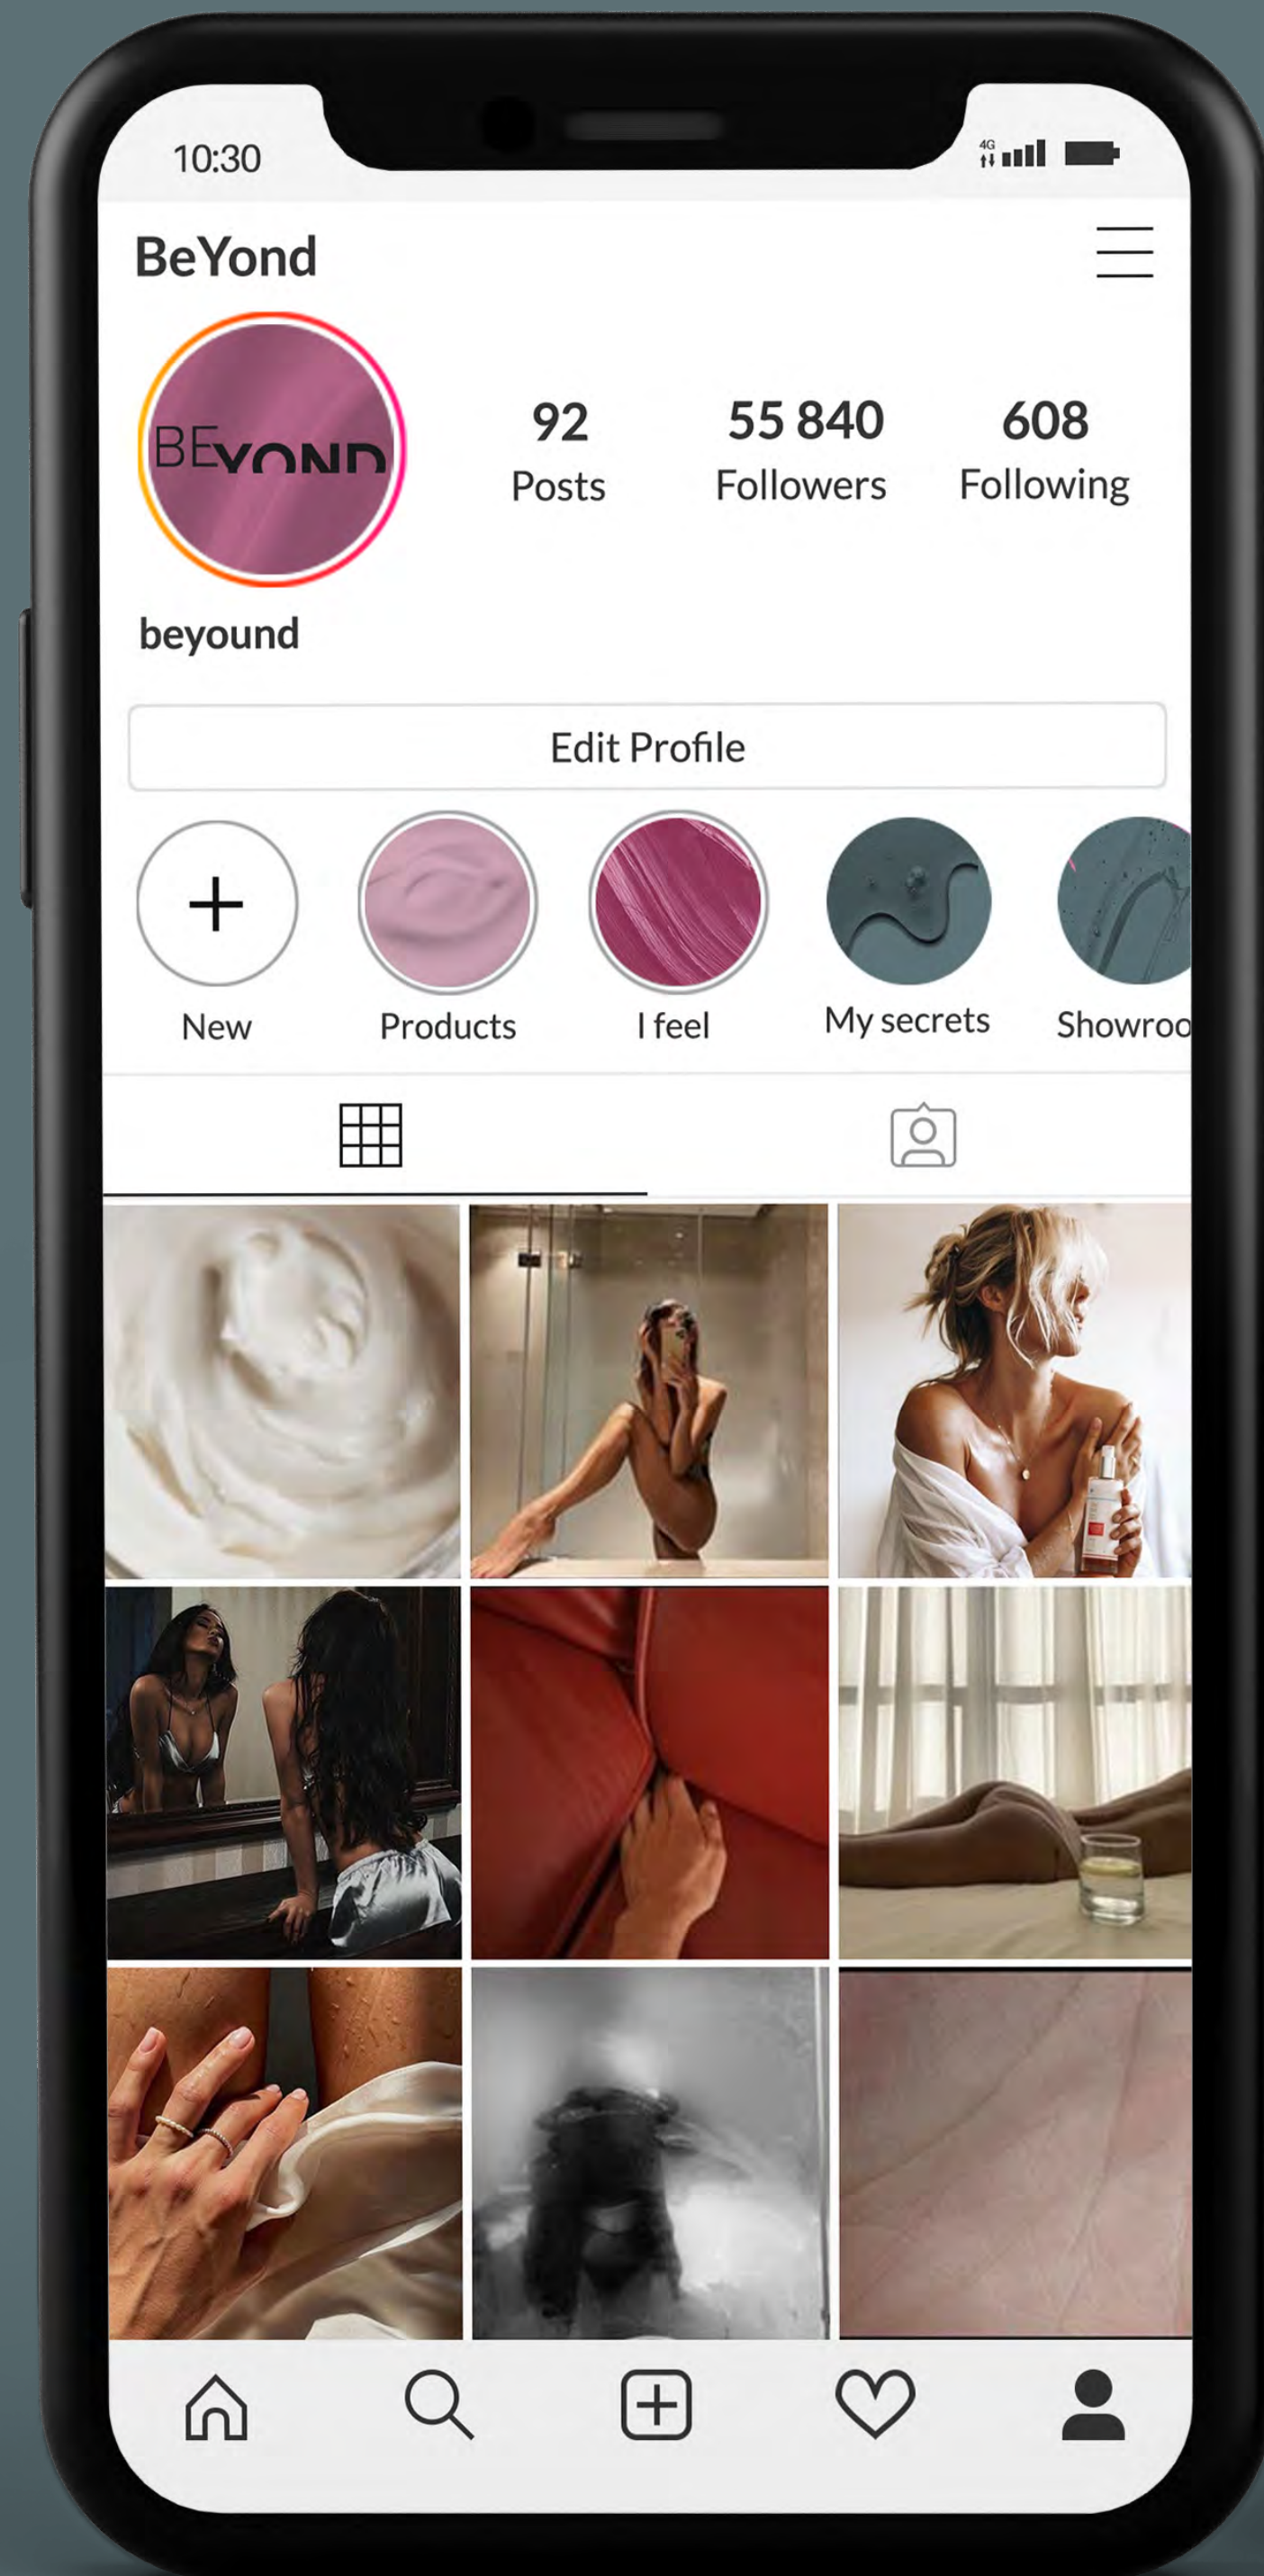 10:30
4G
BeYond
BEYOND
92
55 840
608
Posts
Followers
Following
beyound
Edit Profile
New
Products
I feel
My secrets
Showroo